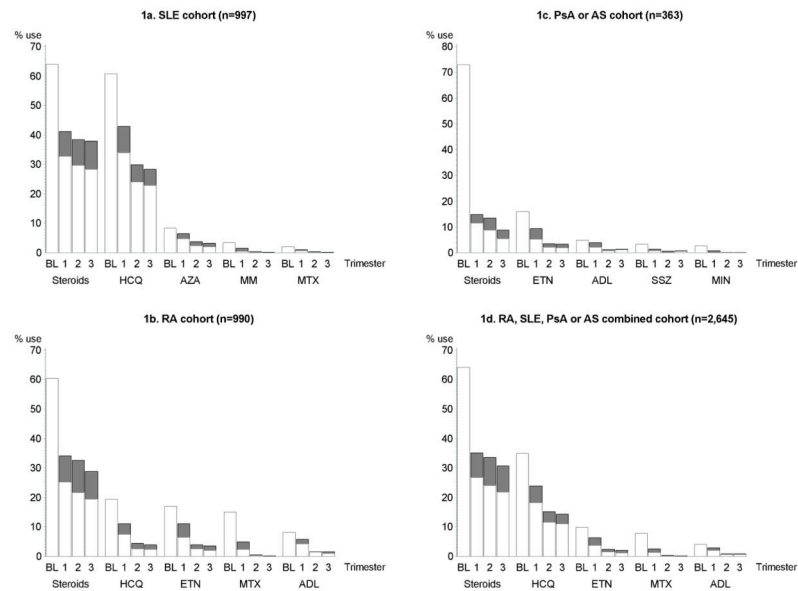 1a. SLE cohort (n=997)
% use
70
60
50
40
30
20
10
0
BL 1 2 3 BL 1 2 3 BL 1 2 3 BL 1 2 3 BL 1 2 3 Trimester
Steroids HCQ AZA MM MTX
1c. PsA or AS cohort (n=363)
% use
80
70
60
50
40
30
20
10
0
BL 1 2 3 BL 1 2 3 BL 1 2 3 BL 1 2 3 BL 1 2 3 Trimester
Steroids ETN ADL SSZ MIN
1b. RA cohort (n=990)
% use
70
60
50
40
30
20
10
0
BL 1 2 3 BL 1 2 3 BL 1 2 3 BL 1 2 3 BL 1 2 3 Trimester
Steroids HCQ ETN MTX ADL
1d. RA, SLE, PsA or AS combined cohort (n=2,645)
% use
70
60
50
40
30
20
10
0
BL 1 2 3 BL 1 2 3 BL 1 2 3 BL 1 2 3 BL 1 2 3 Trimester
Steroids HCQ ETN MTX ADL